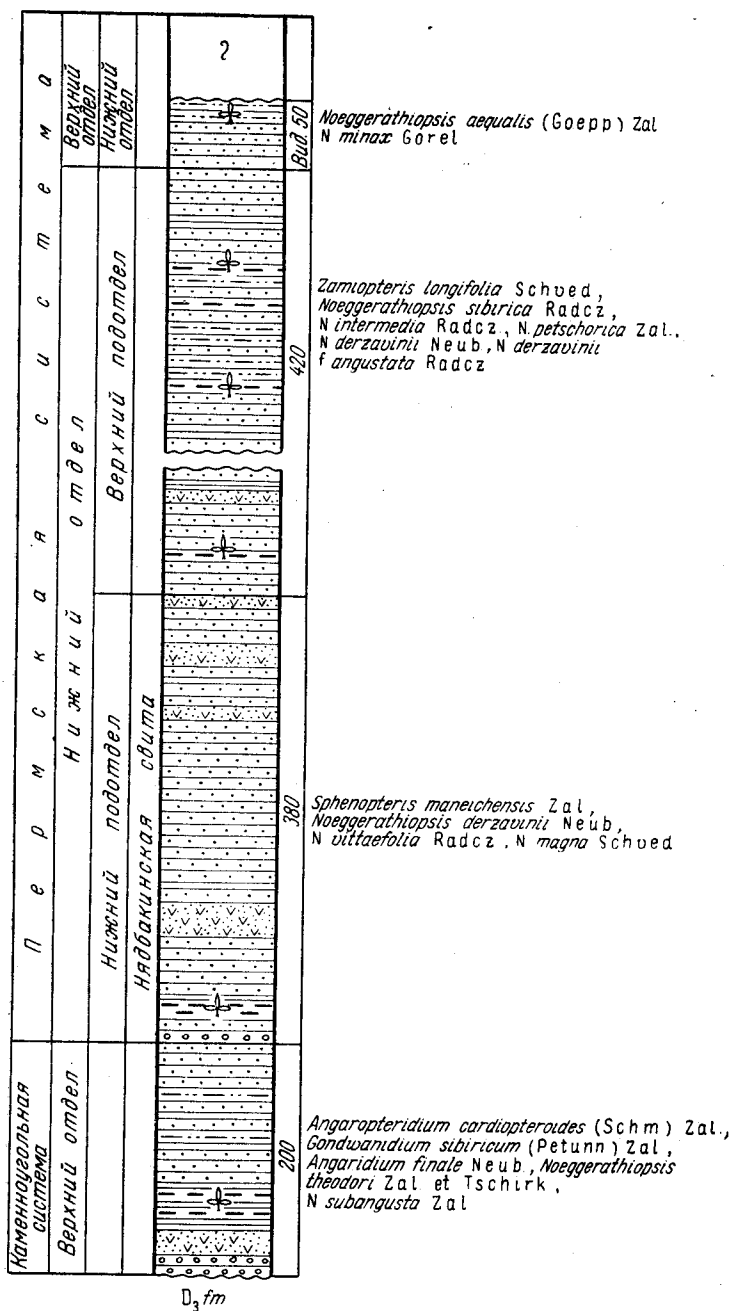 ?
Пермская система
Верхний отдел
Нижний отдел
Вид. 50
Noeggerathiopsis aequalis (Goepp) Zal
N minax Gorel
Нижний отдел
Верхний подотдел
420
Zamiopteris longifolia Schved,
Noeggerathiopsis sibirica Radcz,
N intermedia Radcz., N. petschorica Zal.,
N derzavinii Neub, N derzavinii
f angustata Radcz
Нижний подотдел
Нядбакинская свита
380
Sphenopteris maneichensis Zal,
Noeggerathiopsis derzavinii Neub,
N vittaefolia Radcz, N magna Schved
Каменноугольная система
Верхний отдел
200
Angaropteridium cardiopteroides (Schm) Zal.,
Gondwanidium sibiricum (Petunn) Zal,
Angaridium finale Neub, Noeggerathiopsis
theodori Zal et Tschirk,
N subangusta Zal
D₃fm